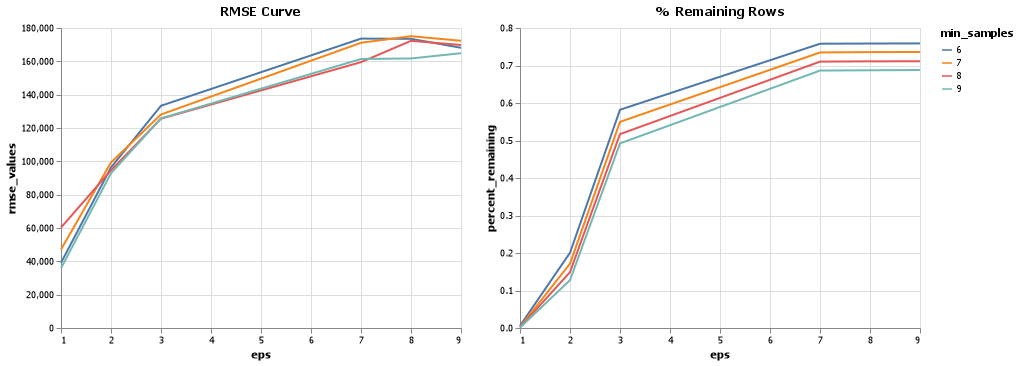 RMSE Curve
180,000
160,000
140,000
120,000
100,000
80,000
60,000
40,000
20,000
0
rmse_values
1 2 3 4 5 6 7 8 9
eps
% Remaining Rows
0.8
0.7
0.6
0.5
0.4
0.3
0.2
0.1
0.0
percent_remaining
1 2 3 4 5 6 7 8 9
eps
min_samples
6
7
8
9